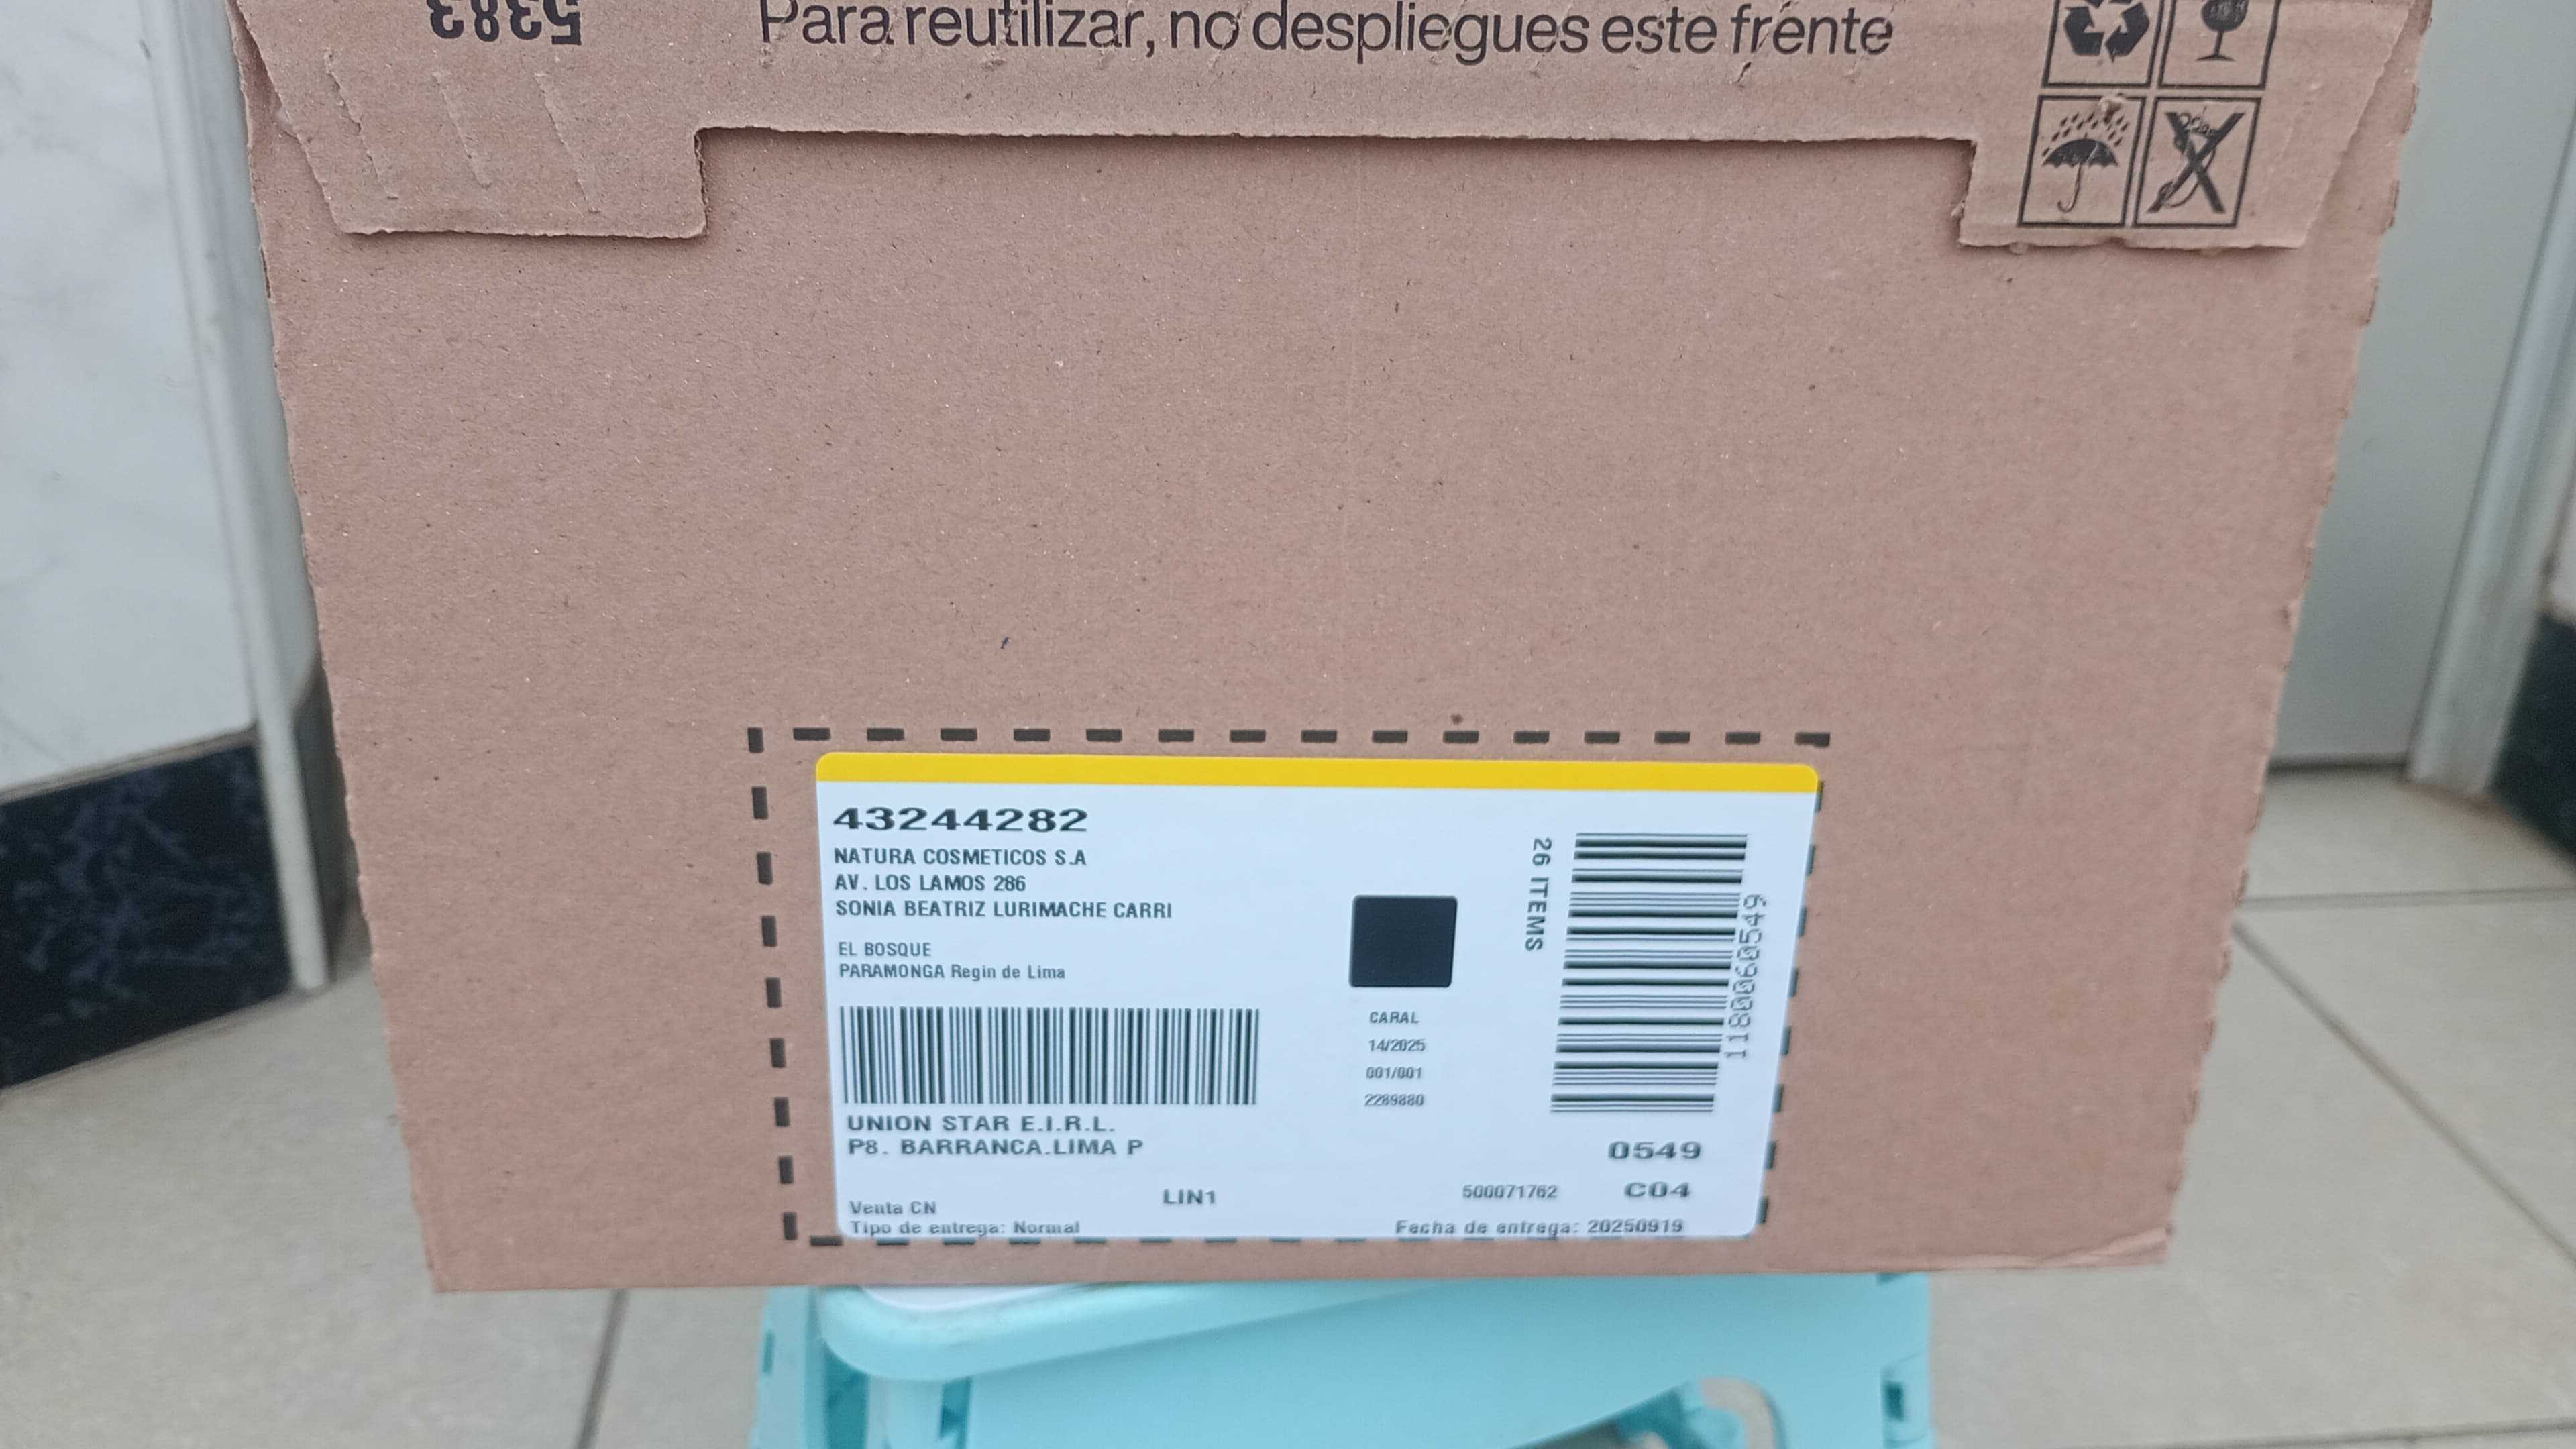 5383
Para reutilizar, no despliegues este frente
43244282
NATURA COSMETICOS S.A
AV. LOS LAMOS 286
SONIA BEATRIZ LURIMACHE CARRI
EL BOSQUE
PARAMONGA Regin de Lima
UNION STAR E.I.R.L.
P8. BARRANCA.LIMA P
Venta CN
Tipo de entrega: Normal
LIN1
CARAL
14/2025
001/001
2289880
26 ITEMS
118006600549
0549
500071762
C04
Fecha de entrega: 20250919